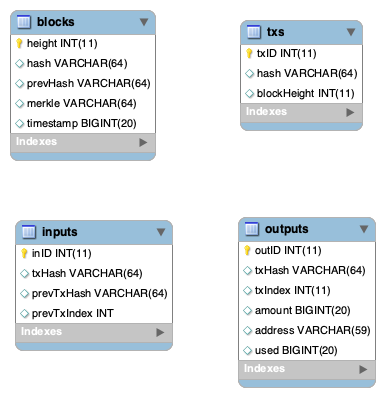 blocks
height INT(11)
hash VARCHAR(64)
prevHash VARCHAR(64)
merkle VARCHAR(64)
timestamp BIGINT(20)
Indexes
txs
txID INT(11)
hash VARCHAR(64)
blockHeight INT(11)
Indexes
inputs
inID INT(11)
txHash VARCHAR(64)
prevTxHash VARCHAR(64)
prevTxIndex INT
Indexes
outputs
outID INT(11)
txHash VARCHAR(64)
txIndex INT(11)
amount BIGINT(20)
address VARCHAR(59)
used BIGINT(20)
Indexes